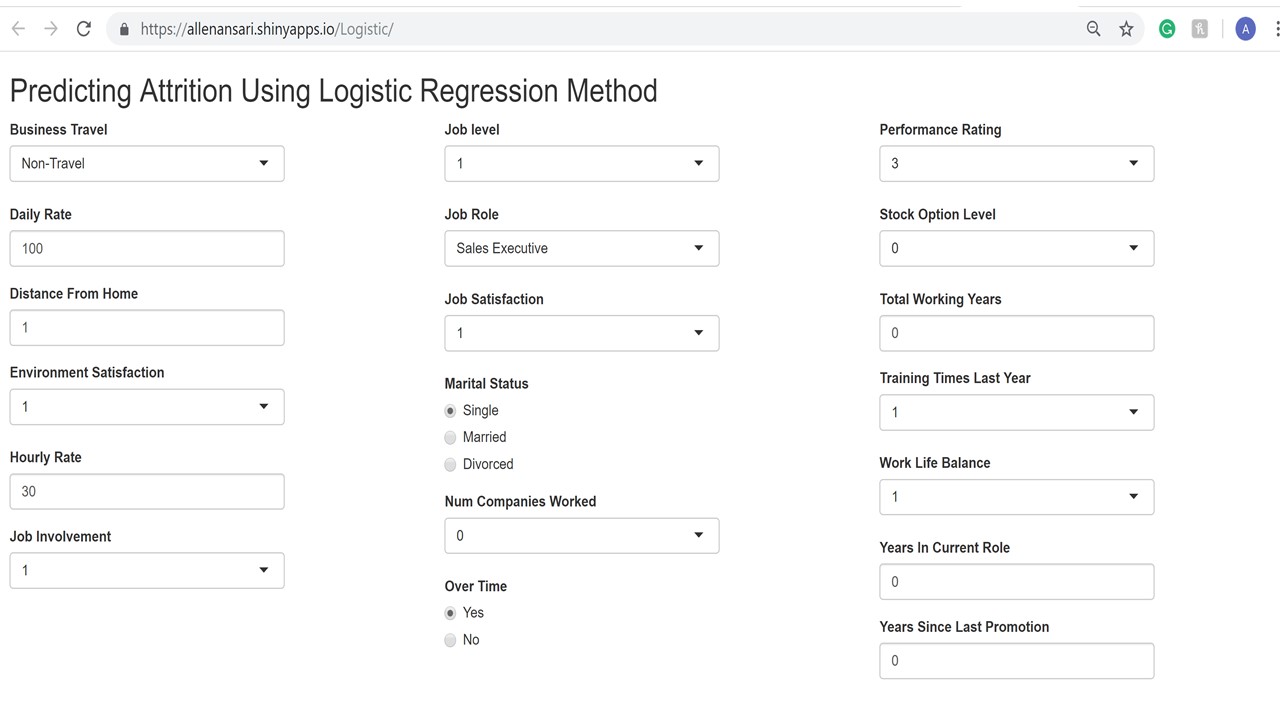 https://allenansari.shinyapps.io/Logistic/
A
Predicting Attrition Using Logistic Regression Method
Business Travel
Non-Travel
Daily Rate
100
Distance From Home
1
Environment Satisfaction
1
Hourly Rate
30
Job Involvement
1
Job level
1
Job Role
Sales Executive
Job Satisfaction
1
Marital Status
Single
Married
Divorced
Num Companies Worked
0
Over Time
Yes
No
Performance Rating
3
Stock Option Level
0
Total Working Years
0
Training Times Last Year
1
Work Life Balance
1
Years In Current Role
0
Years Since Last Promotion
0